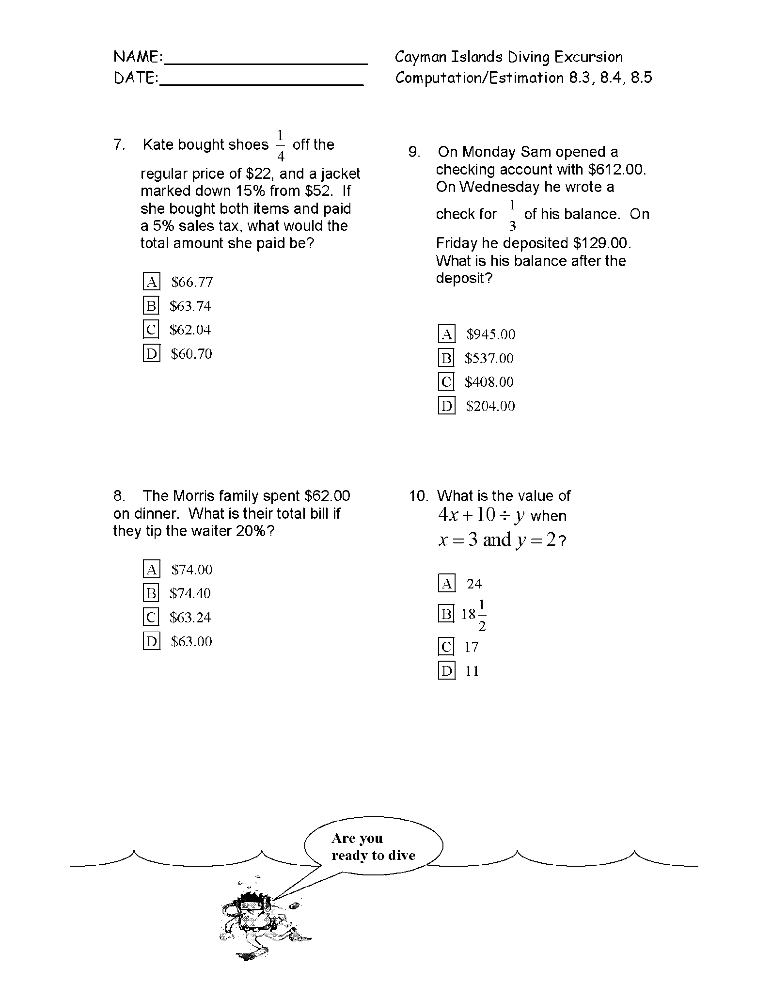 NAME:__________________________ Cayman Islands Diving Excursion
DATE:__________________________ Computation/Estimation 8.3, 8.4, 8.5
7. Kate bought shoes 1/4 off the
regular price of $22, and a jacket
marked down 15% from $52. If
she bought both items and paid
a 5% sales tax, what would the
total amount she paid be?
A $66.77
B $63.74
C $62.04
D $60.70
8. The Morris family spent $62.00
on dinner. What is their total bill if
they tip the waiter 20%?
A $74.00
B $74.40
C $63.24
D $63.00
9. On Monday Sam opened a
checking account with $612.00.
On Wednesday he wrote a
check for 1/3 of his balance. On
Friday he deposited $129.00.
What is his balance after the
deposit?
A $945.00
B $537.00
C $408.00
D $204.00
10. What is the value of
4x + 10 ÷ y when
x = 3 and y = 2?
A 24
B 18 1/2
C 17
D 11
Are you
ready to dive